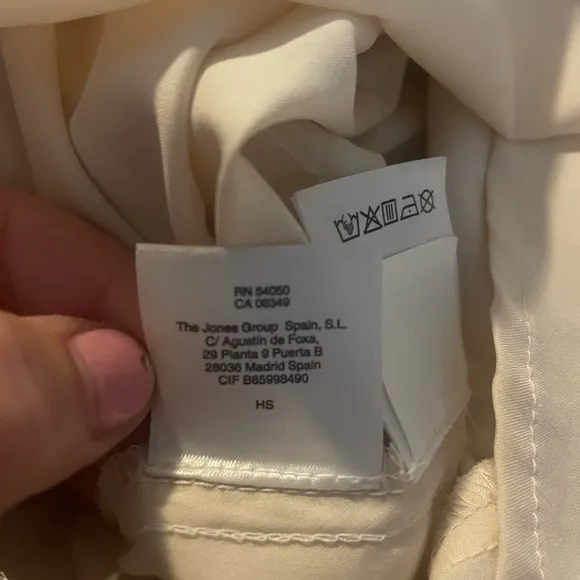 RN 54050
CA 08349
The Jones Group Spain, S.L.
C/ Agustin de Foxa,
29 Planta 9 Puerta B
28036 Madrid Spain
CIF B85998490
HS